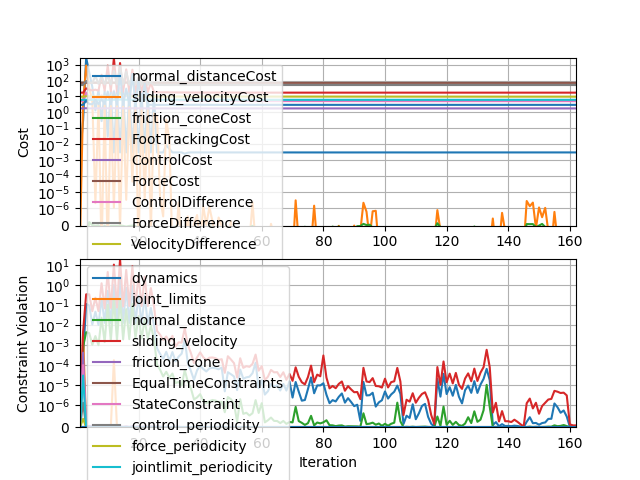 10³
10²
10¹
10⁰
10⁻¹
10⁻²
10⁻³
10⁻⁴
10⁻⁵
10⁻⁶
0
Cost
normal_distanceCost
sliding_velocityCost
friction_coneCost
FootTrackingCost
ControlCost
ForceCost
ControlDifference
ForceDifference
VelocityDifference
60 80 100 120 140 160
10¹
10⁰
10⁻¹
10⁻²
10⁻³
10⁻⁴
10⁻⁵
10⁻⁶
0
Constraint Violation
dynamics
joint_limits
normal_distance
sliding_velocity
friction_cone
EqualTimeConstraints
StateConstraint
control_periodicity
force_periodicity
jointlimit_periodicity
20 60 80 100 120 140 160
Iteration